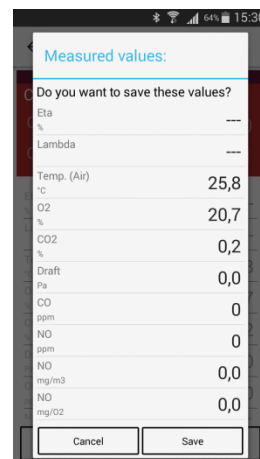 64% 15:30
Measured values:
Do you want to save these values?
Eta
% ---
Lambda
---
Temp. (Air)
°C 25,8
O2
% 20,7
CO2
% 0,2
Draft
Pa 0,0
CO
ppm 0
NO
ppm 0
NO
mg/m3 0,0
NO
mg/O2 0,0
Cancel Save